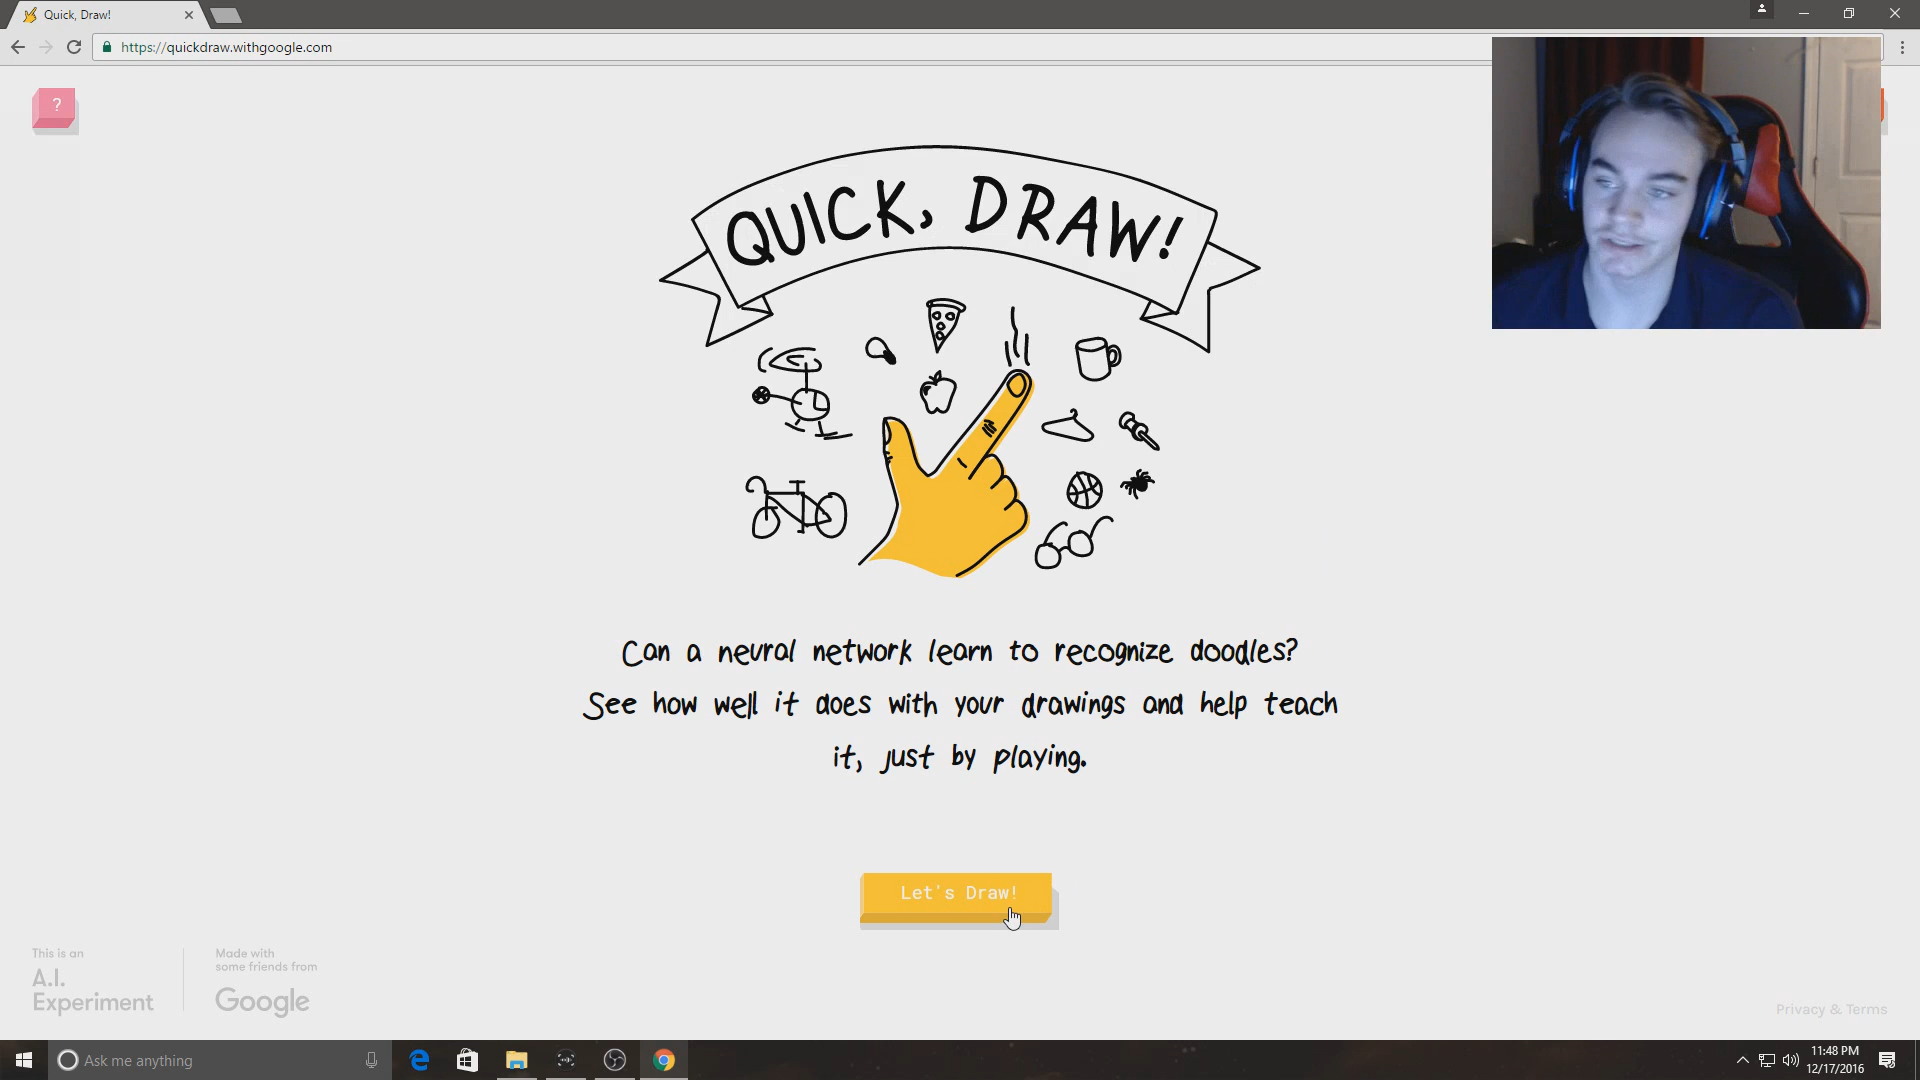 Quick, Draw!
https://quickdraw.withgoogle.com
?
QUICK, DRAW!
Can a neural network learn to recognize doodles?
See how well it does with your drawings and help teach
it, just by playing.
Let's Draw!
This is an
A.I.
Experiment
Made with
some friends from
Google
Privacy & Terms
Ask me anything
11:48 PM
12/17/2016